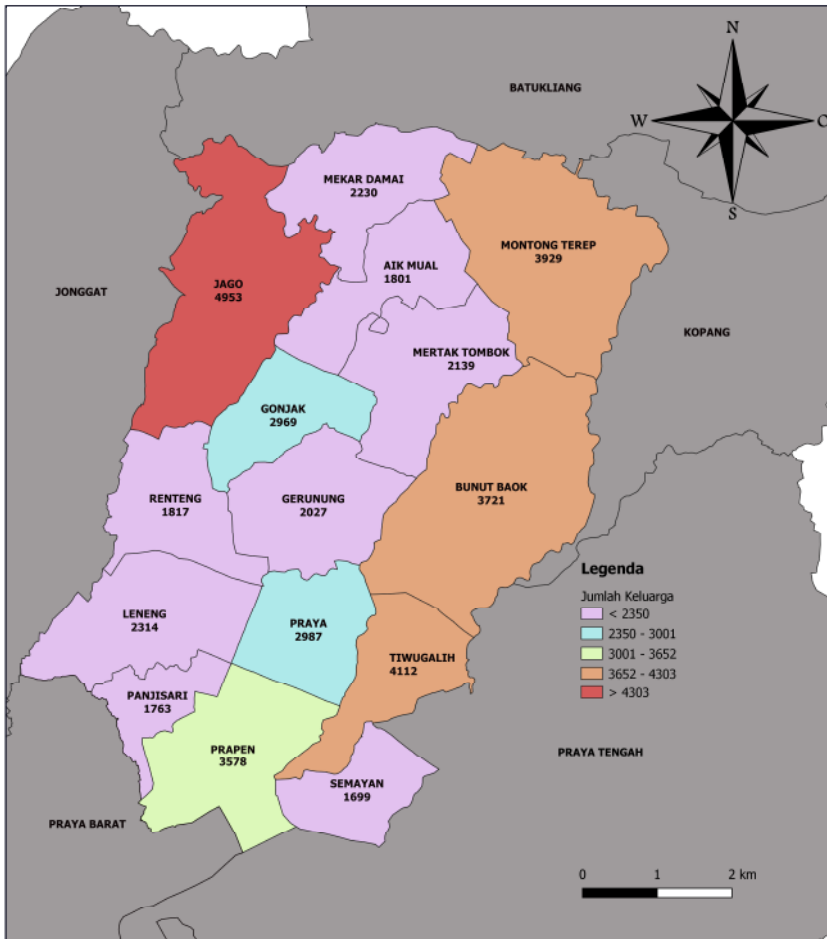 N
BATUKLIANG
W
O
S
MEKAR DAMAI
2230
MONTONG TEREP
3929
AIK MUAL
1801
JAGO
4953
JONGGAT
KOPANG
MERTAK TOMBOK
2139
GONJAK
2969
BUNUT BAOK
3721
RENTENG
1817
GERUNUNG
2027
Legenda
Jumlah Keluarga
< 2350
2350 - 3001
3001 - 3652
3652 - 4303
> 4303
LENENG
2314
PRAYA
2987
TIWUGALIH
4112
PANJISARI
1763
PRAPEN
3578
PRAYA TENGAH
SEMAYAN
1699
PRAYA BARAT
0 1 2 km